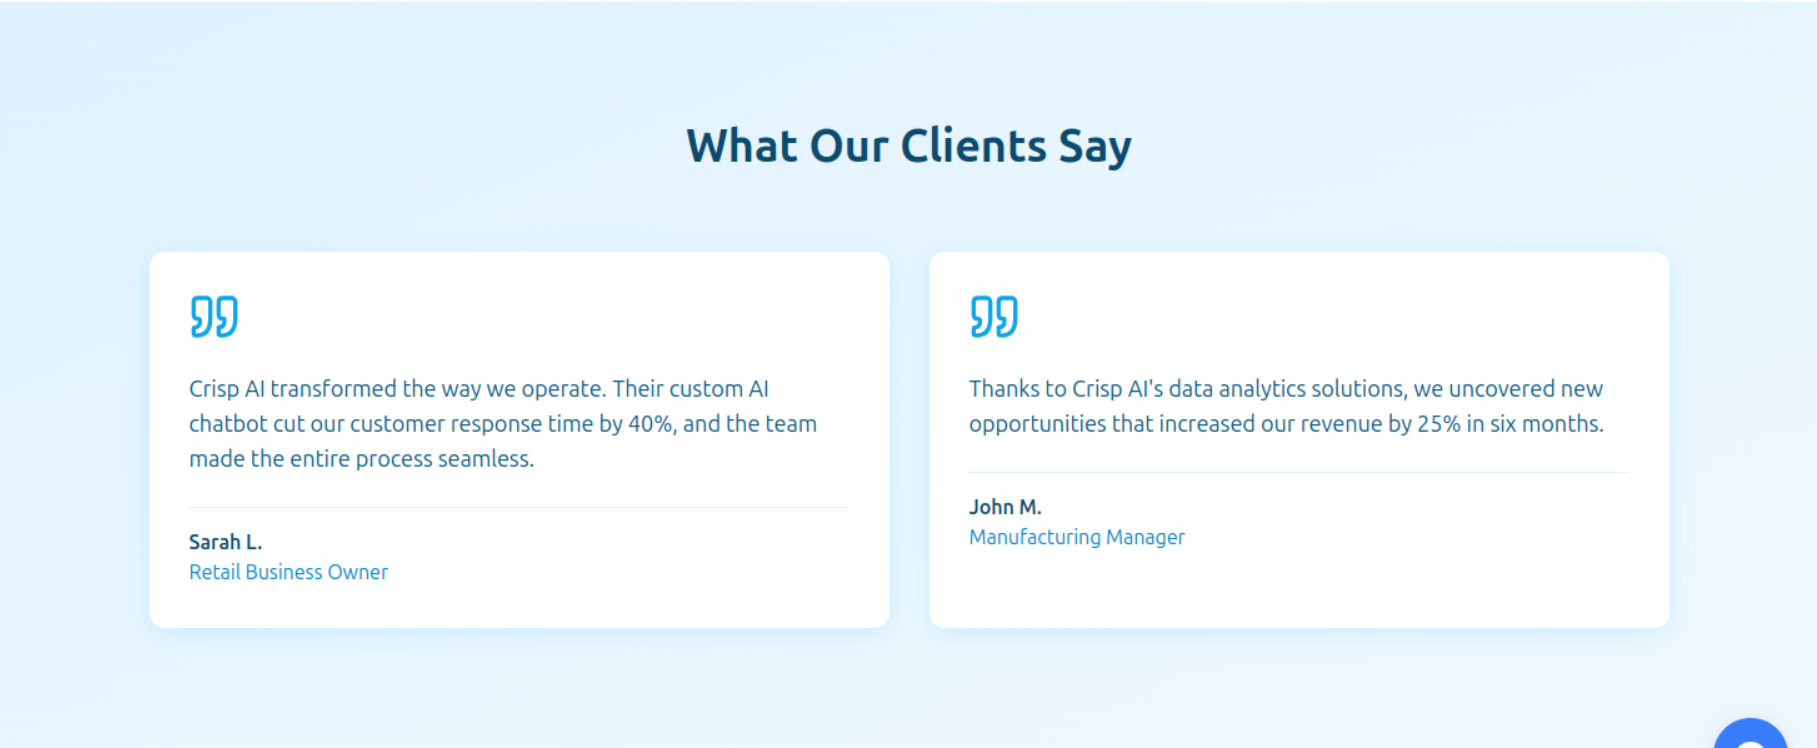 What Our Clients Say
Crisp AI transformed the way we operate. Their custom AI
chatbot cut our customer response time by 40%, and the team
made the entire process seamless.
Sarah L.
Retail Business Owner
Thanks to Crisp AI's data analytics solutions, we uncovered new
opportunities that increased our revenue by 25% in six months.
John M.
Manufacturing Manager